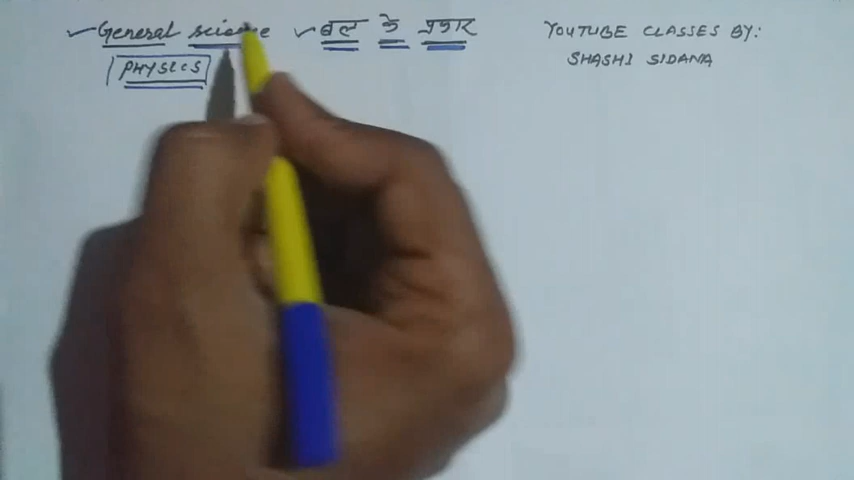 General science बल के प्रकार YOUTUBE CLASSES BY:
PHYSICS SHASHI SIDANA